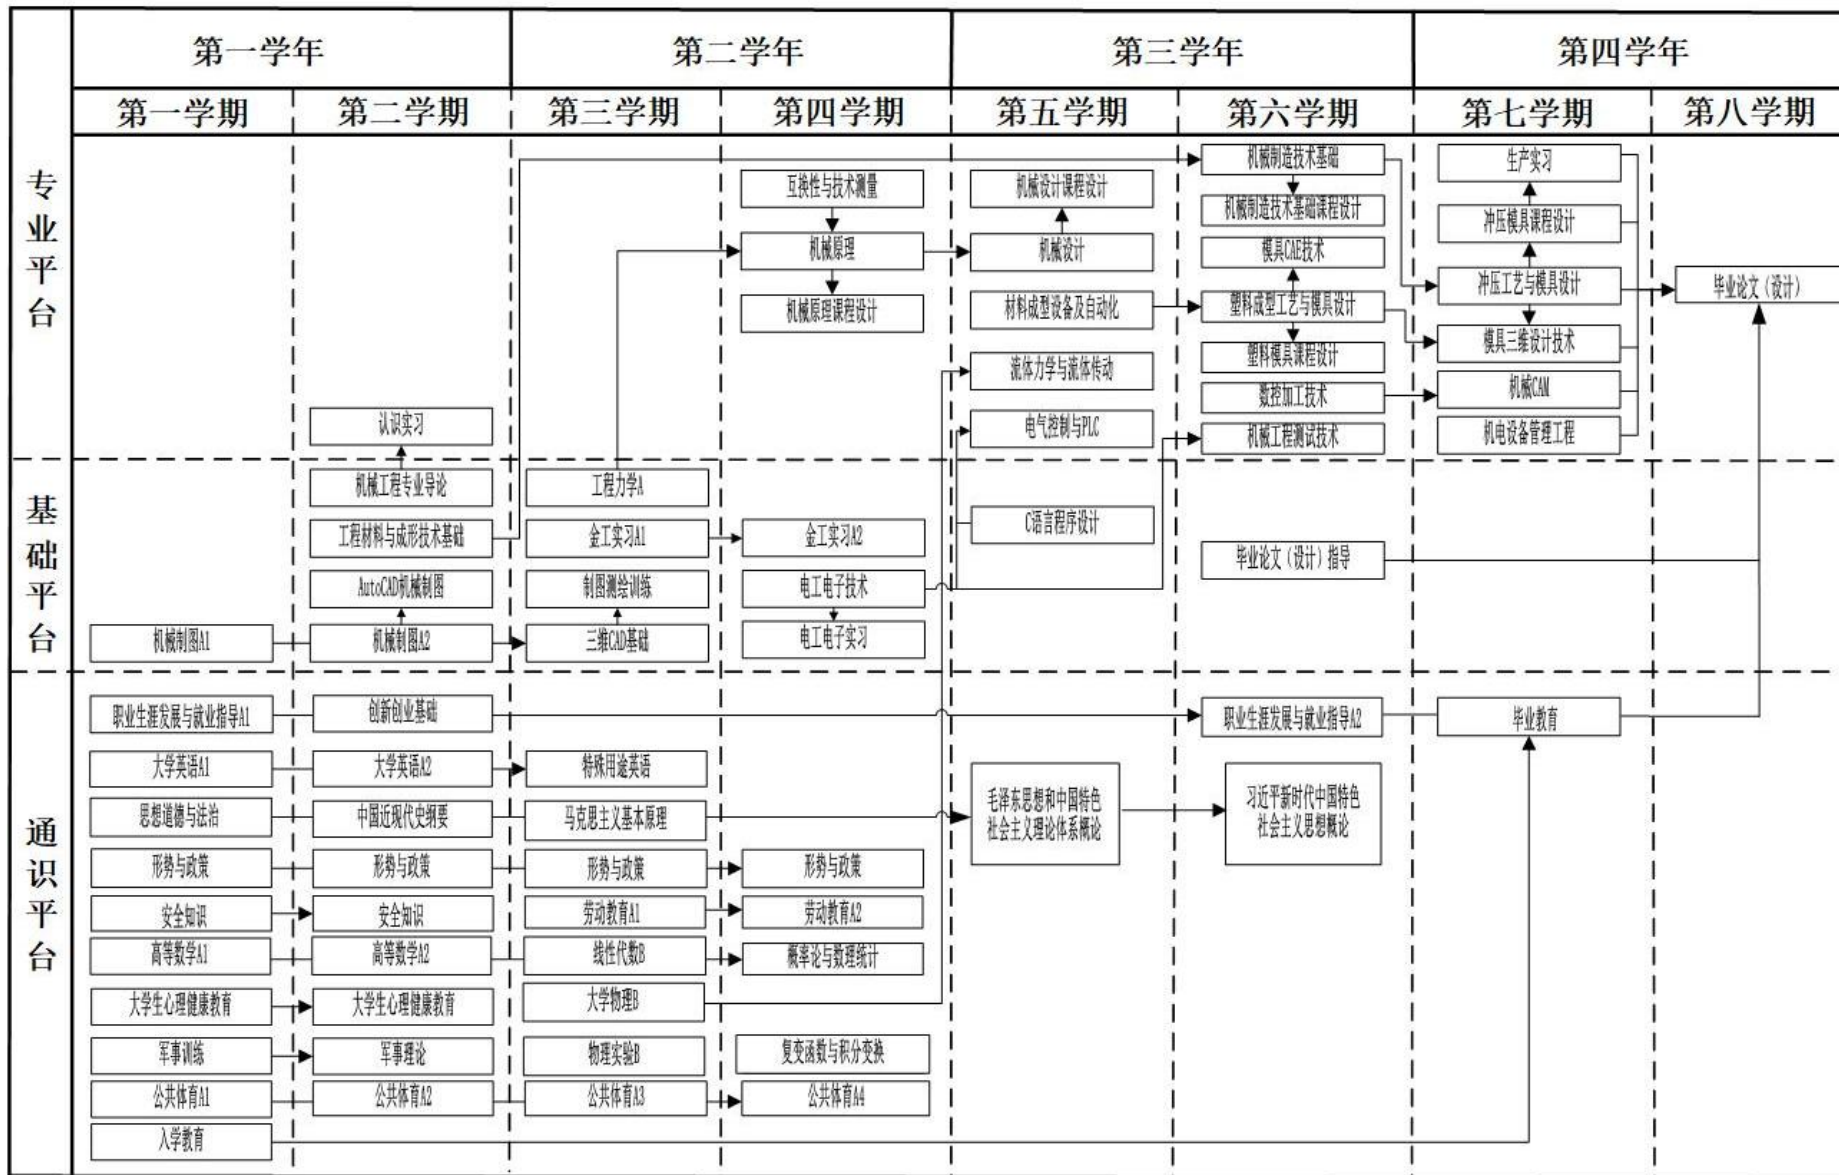 第一学年
第二学年
第三学年
第四学年
第一学期
第二学期
第三学期
第四学期
第五学期
第六学期
第七学期
第八学期
专业平台
认识实习
互换性与技术测量
机械原理
机械原理课程设计
机械设计课程设计
机械设计
材料成型设备及自动化
流体力学与流体传动
电气控制与PLC
机械制造技术基础
机械制造技术基础课程设计
模具CAE技术
塑料成型工艺与模具设计
塑料模具课程设计
数控加工技术
机械工程测试技术
生产实习
冲压模具课程设计
冲压工艺与模具设计
模具三维设计技术
机械CAM
机电设备管理工程
毕业论文（设计）
基础平台
机械制图A1
机械工程专业导论
工程材料与成形技术基础
AutoCAD机械制图
机械制图A2
工程力学A
金工实习A1
制图测绘训练
三维CAD基础
金工实习A2
电工电子技术
电工电子实习
C语言程序设计
毕业论文（设计）指导
通识平台
职业生涯发展与就业指导A1
创新创业基础
职业生涯发展与就业指导A2
毕业教育
大学英语A1
大学英语A2
特殊用途英语
思想道德与法治
中国近现代史纲要
马克思主义基本原理
毛泽东思想和中国特色
社会主义理论体系概论
习近平新时代中国特色
社会主义思想概论
形势与政策
形势与政策
形势与政策
形势与政策
安全知识
安全知识
劳动教育A1
劳动教育A2
高等数学A1
高等数学A2
线性代数B
概率论与数理统计
大学生心理健康教育
大学生心理健康教育
大学物理B
军事训练
军事理论
物理实验B
复变函数与积分变换
公共体育A1
公共体育A2
公共体育A3
公共体育A4
入学教育